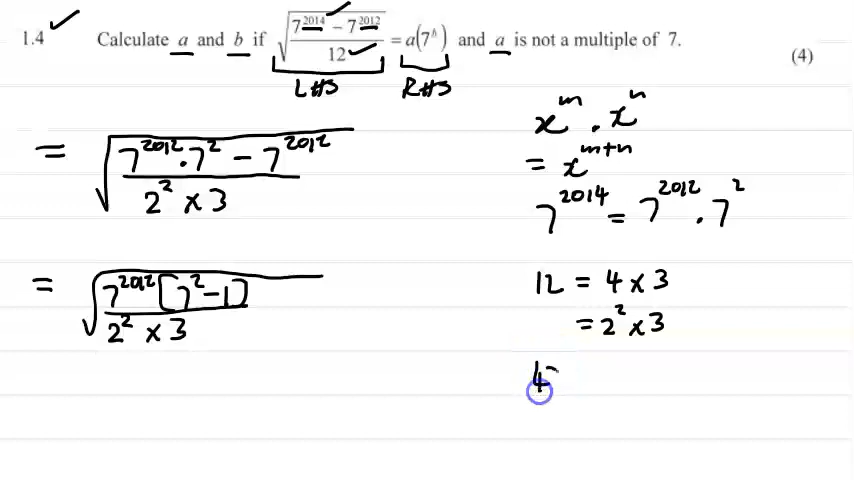 1.4 Calculate a and b if √((7^2014 − 7^2012)/12) = a(7^b) and a is not a multiple of 7.
(4)
LHS RHS
= √((7^2012 · 7^2 − 7^2012)/(2^2 × 3))
= √((7^2012 [7^2 − 1])/(2^2 × 3))
x^m · x^n
= x^(m+n)
7^2014 = 7^2012 · 7^2
12 = 4 × 3
= 2^2 × 3
4